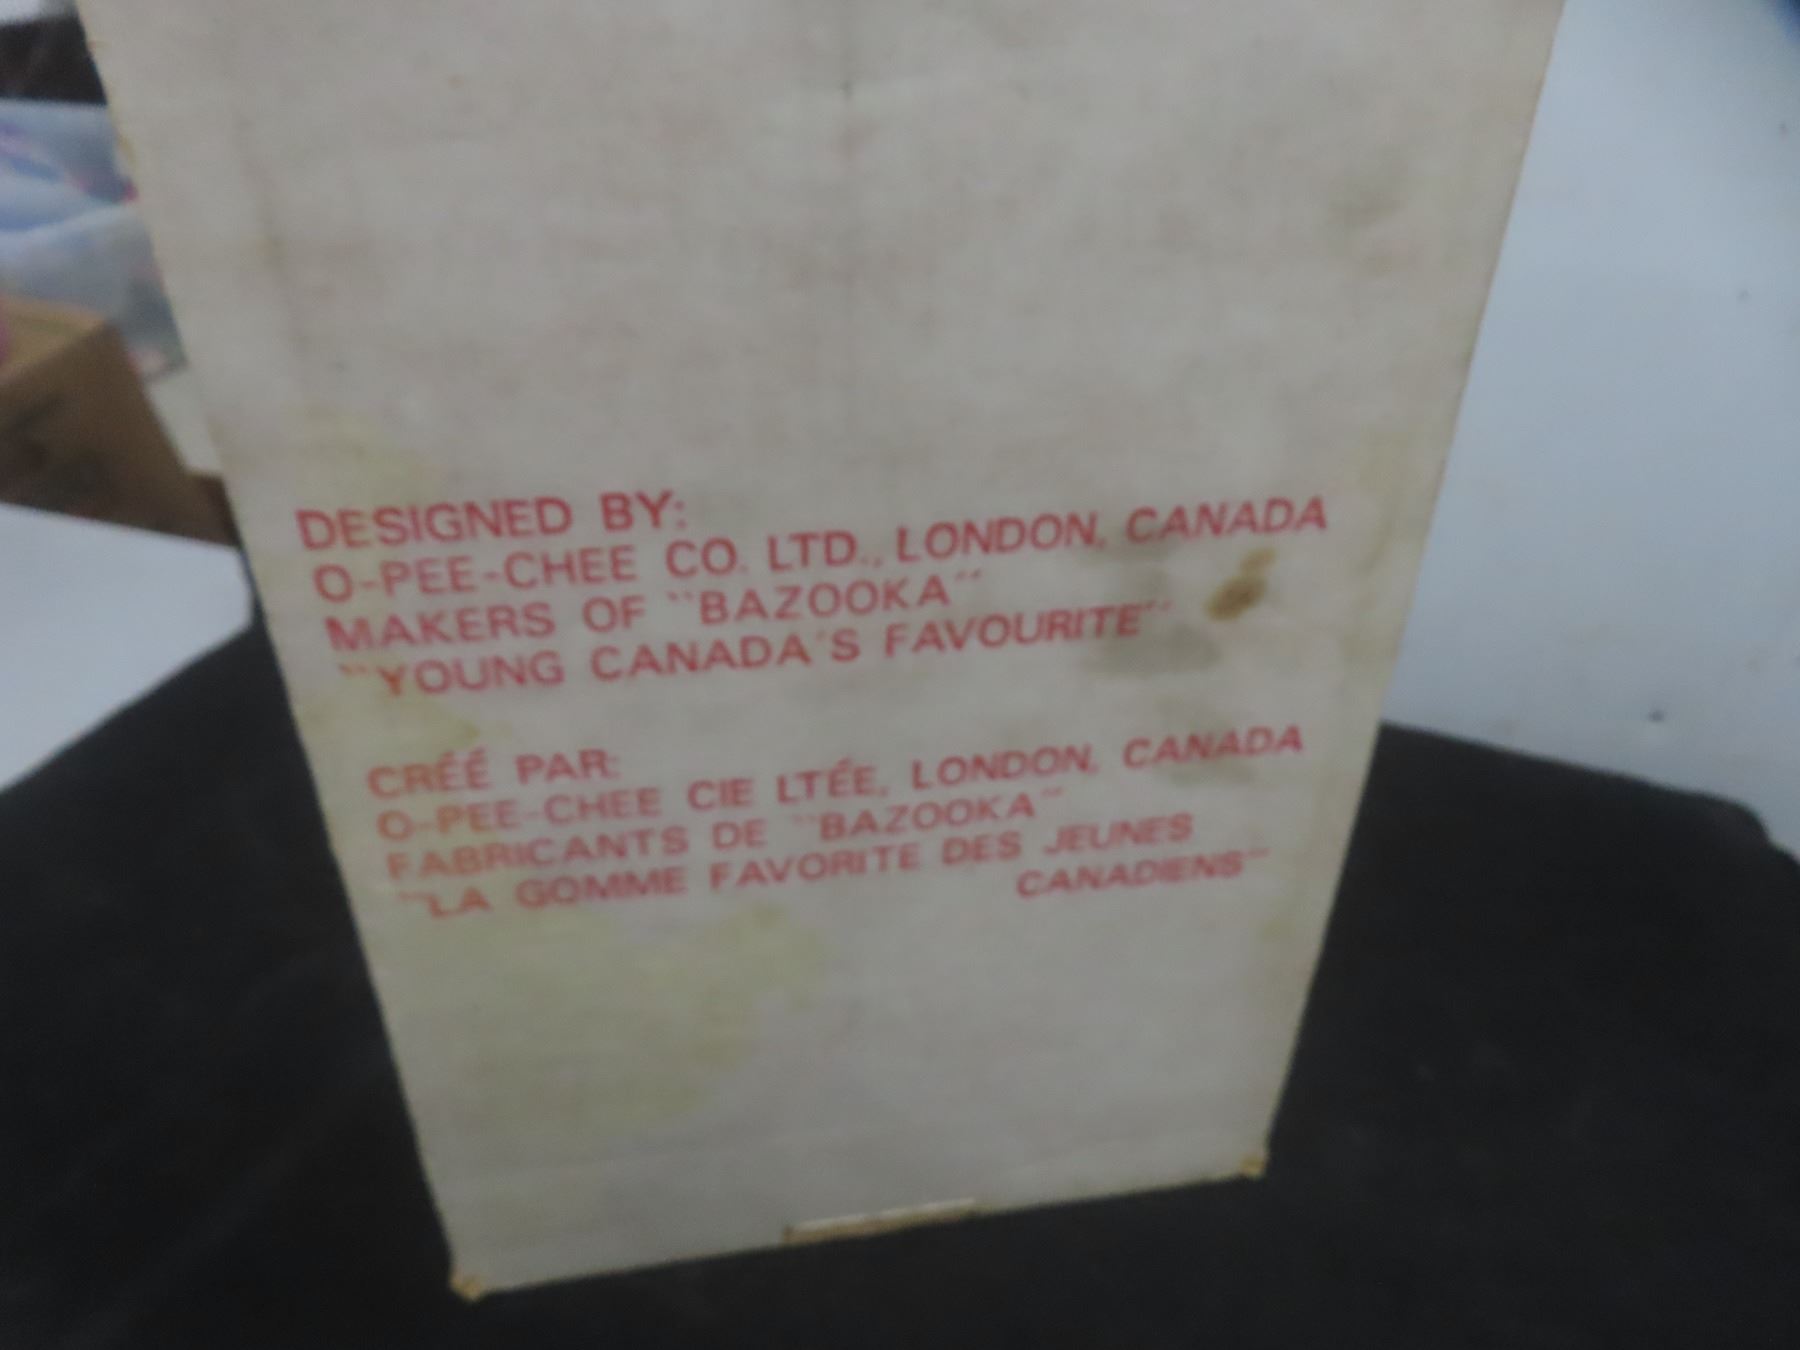 DESIGNED BY:
O-PEE-CHEE CO. LTD., LONDON, CANADA
MAKERS OF "BAZOOKA"
"YOUNG CANADA'S FAVOURITE"
CRÉÉ PAR:
O-PEE-CHEE CIE LTÉE, LONDON, CANADA
FABRICANTS DE "BAZOOKA"
"LA GOMME FAVORITE DES JEUNES
CANADIENS"